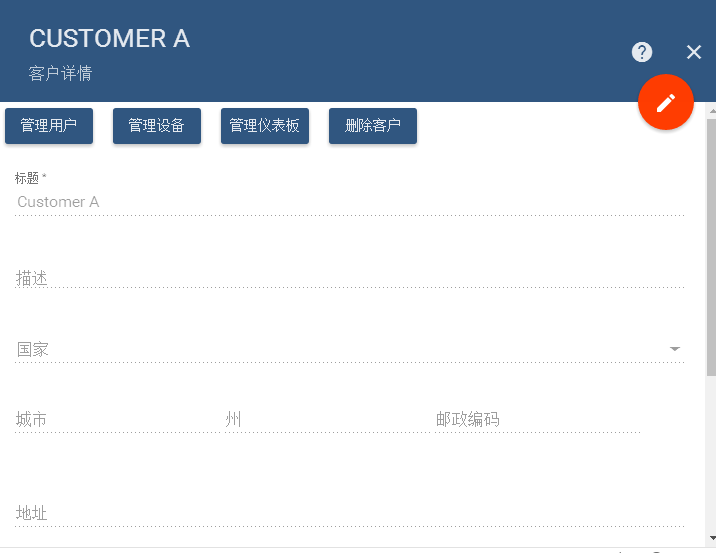 CUSTOMER A
客户详情
管理用户 管理设备 管理仪表板 删除客户
标题 *
Customer A
描述
国家
城市 州 邮政编码
地址